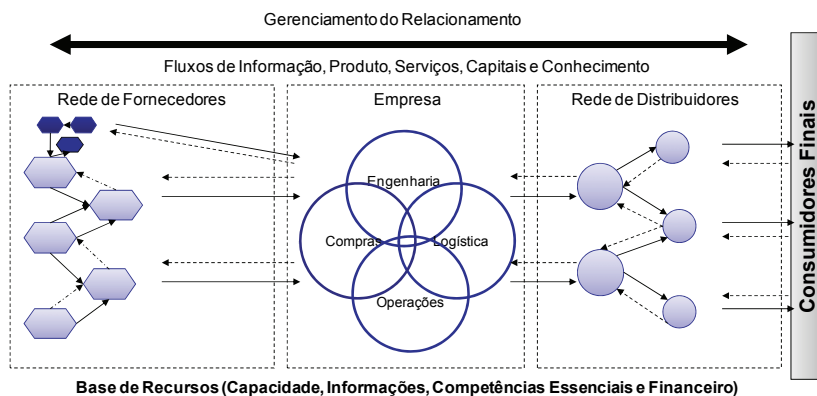 Gerenciamento do Relacionamento
Fluxos de Informação, Produto, Serviços, Capitais e Conhecimento
Rede de Fornecedores
Empresa
Rede de Distribuidores
Engenharia
Compras
Logística
Operações
Consumidores Finais
Base de Recursos (Capacidade, Informações, Competências Essenciais e Financeiro)